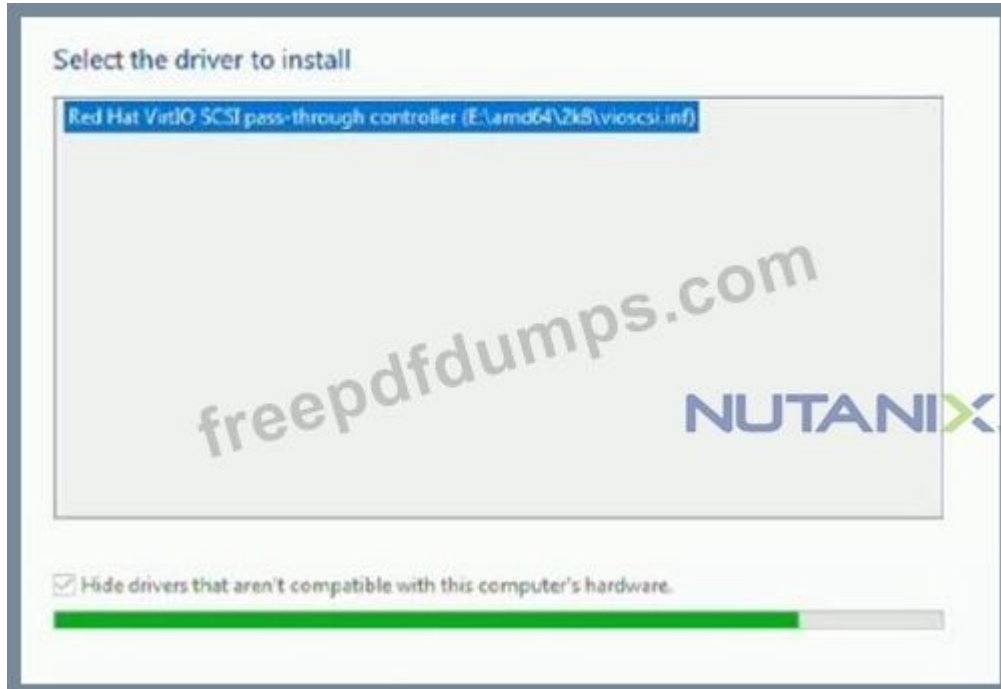 Select the driver to install
Red Hat VirtIO SCSI pass-through controller (E:\amd64\2k8\vioscsi.inf)
freepdfdumps.com
NUTANIX
Hide drivers that aren't compatible with this computer's hardware.